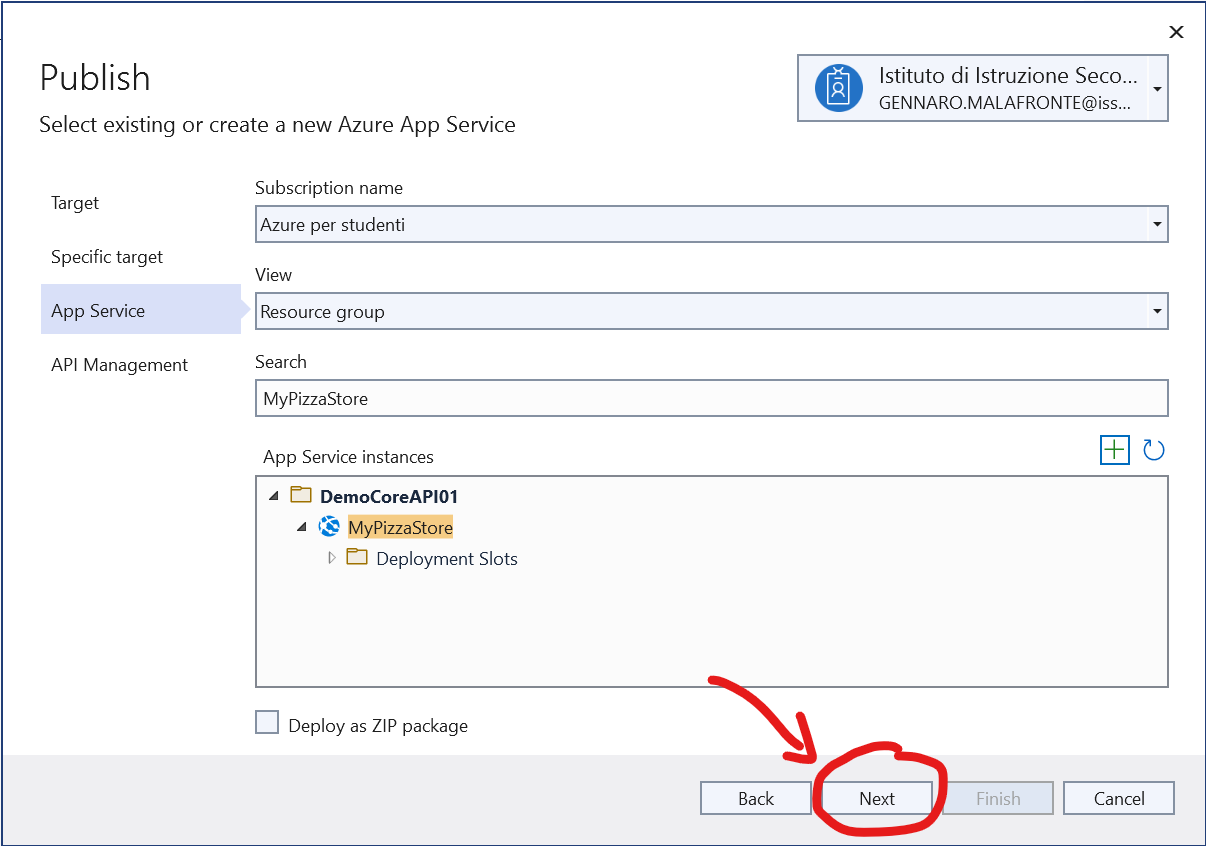 Publish
Select existing or create a new Azure App Service
Istituto di Istruzione Seco...
GENNARO.MALAFRONTE@iss...
Target
Specific target
App Service
API Management
Subscription name
Azure per studenti
View
Resource group
Search
MyPizzaStore
App Service instances
DemoCoreAPI01
MyPizzaStore
Deployment Slots
Deploy as ZIP package
Back
Next
Finish
Cancel